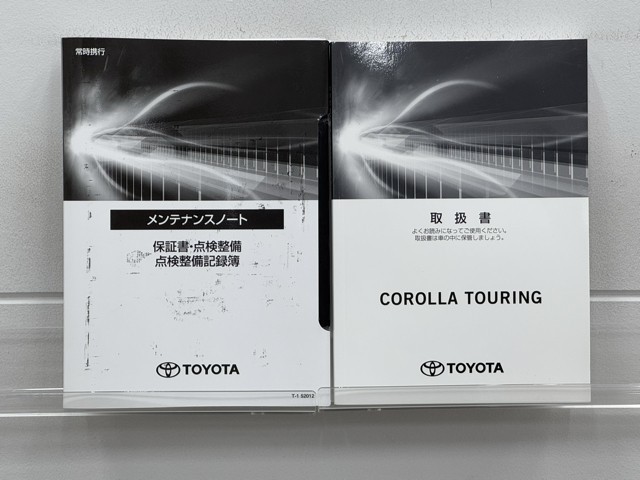 常時携行
メンテナンスノート
保証書・点検整備
点検整備記録簿
TOYOTA
T-1 02012
取扱書
よくお読みになってご使用ください。
取扱書は車の中に保管しましょう。
COROLLA TOURING
TOYOTA